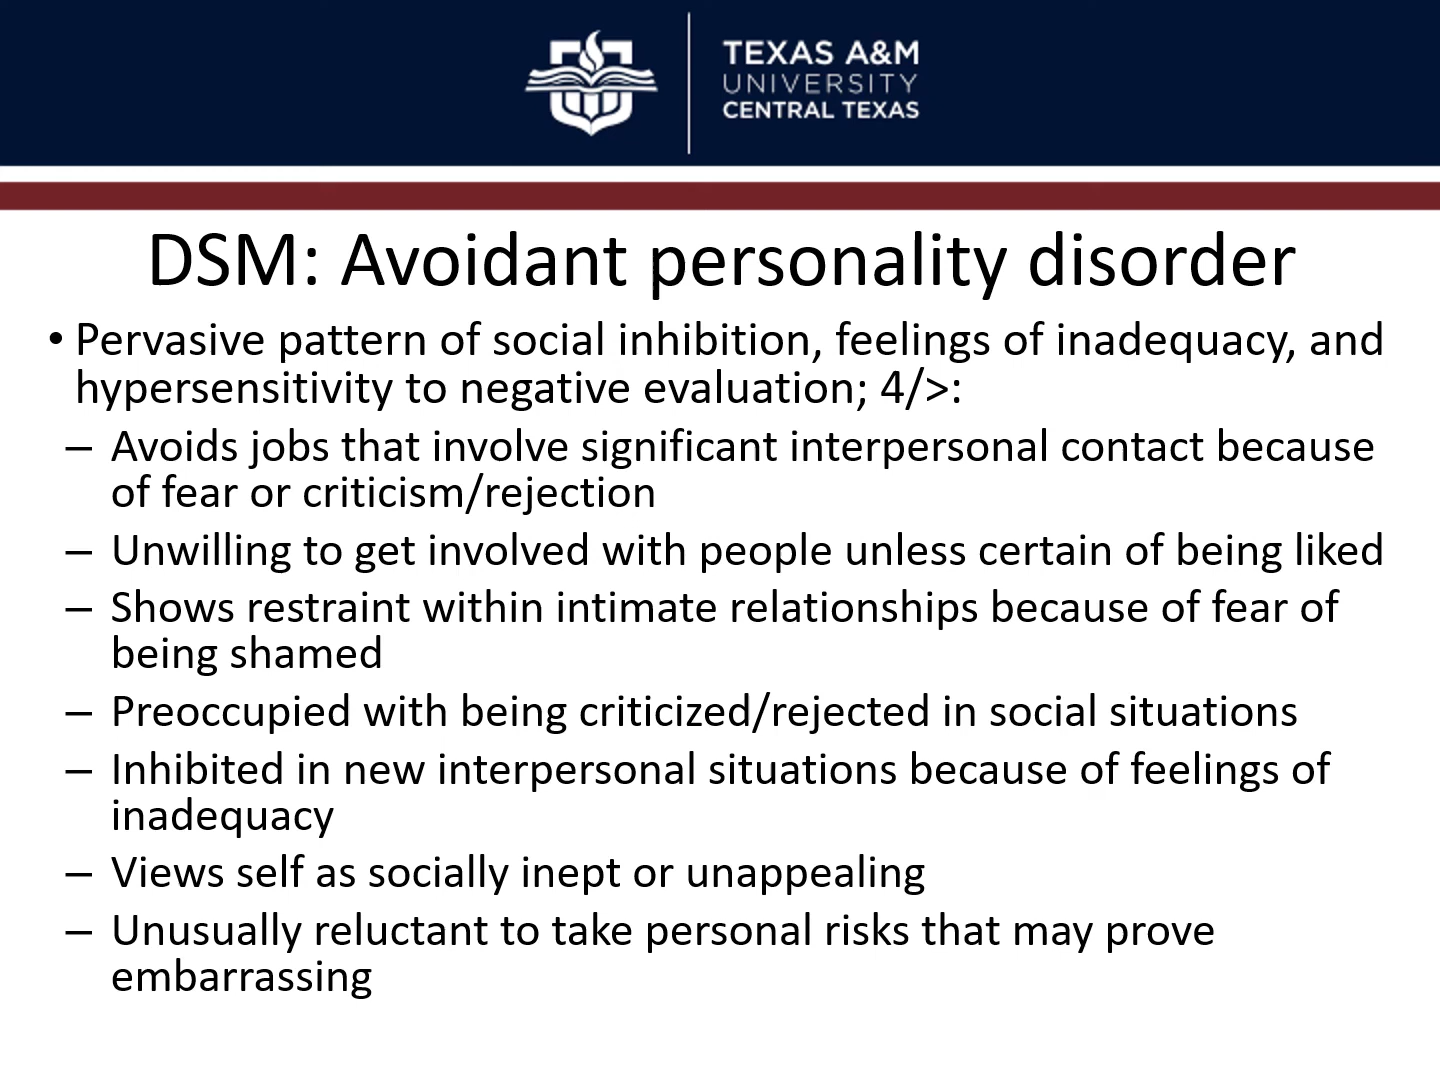 TEXAS A&M
UNIVERSITY
CENTRAL TEXAS
DSM: Avoidant personality disorder
• Pervasive pattern of social inhibition, feelings of inadequacy, and
hypersensitivity to negative evaluation; 4/>:
– Avoids jobs that involve significant interpersonal contact because
of fear or criticism/rejection
– Unwilling to get involved with people unless certain of being liked
– Shows restraint within intimate relationships because of fear of
being shamed
– Preoccupied with being criticized/rejected in social situations
– Inhibited in new interpersonal situations because of feelings of
inadequacy
– Views self as socially inept or unappealing
– Unusually reluctant to take personal risks that may prove
embarrassing